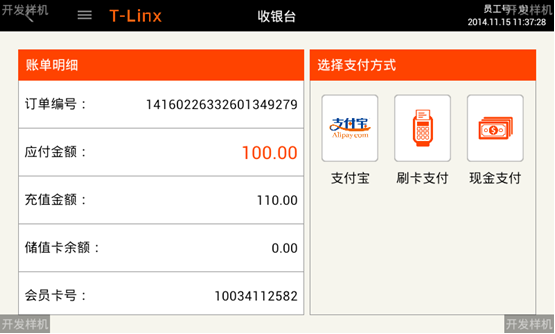 开发样机
T-Linx
收银台
员工号：01
开发样机
2014.11.15 11:37:28
账单明细
订单编号：
14160226332601349279
应付金额：
100.00
充值金额：
110.00
储值卡余额：
0.00
会员卡号：
10034112582
选择支付方式
支付宝
Alipay.com
支付宝
刷卡支付
现金支付
开发样机
开发样机